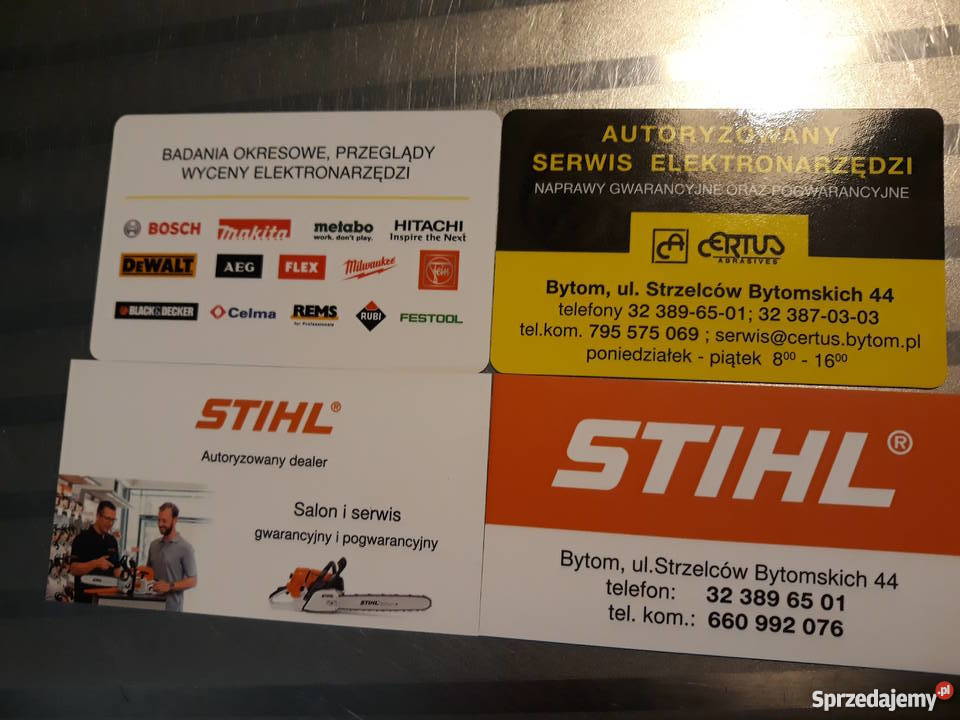 BADANIA OKRESOWE, PRZEGLĄDY
WYCENY ELEKTRONARZĘDZI
BOSCH
makita
metabo
work. don't play.
HITACHI
Inspire the Next
DEWALT
AEG
FLEX
Milwaukee
Fein
BLACK&DECKER
Celma
REMS
for Professionals
RUBI
FESTOOL
AUTORYZOWANY
SERWIS ELEKTRONARZĘDZI
NAPRAWY GWARANCYJNE ORAZ POGWARANCYJNE
CA CERTUS
ABRASIVES
Bytom, ul. Strzelców Bytomskich 44
telefony 32 389-65-01; 32 387-03-03
tel.kom. 795 575 069 ; serwis@certus.bytom.pl
poniedziałek - piątek 8⁰⁰ - 16⁰⁰
STIHL®
Autoryzowany dealer
Salon i serwis
gwarancyjny i pogwarancyjny
STIHL
STIHL®
Bytom, ul.Strzelców Bytomskich 44
telefon: 32 389 65 01
tel. kom.: 660 992 076
Sprzedajemy.pl